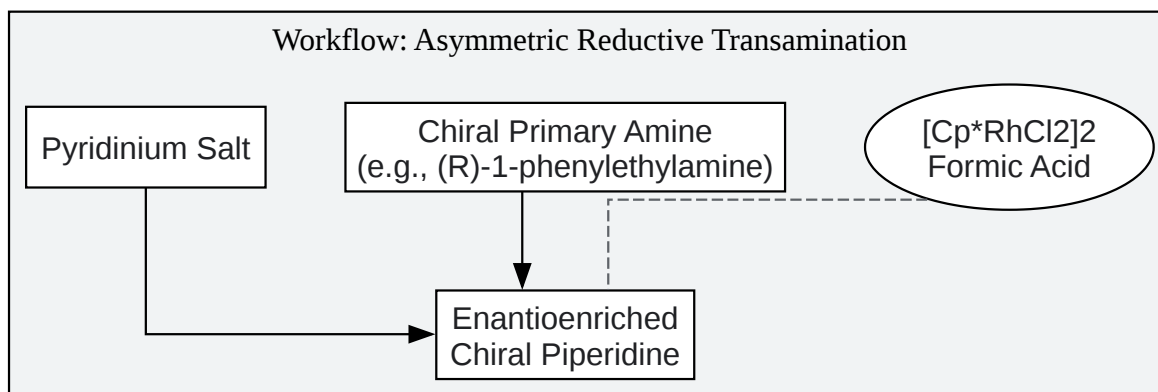 Workflow: Asymmetric Reductive Transamination
Pyridinium Salt
Chiral Primary Amine
(e.g., (R)-1-phenylethylamine)
[Cp*RhCl2]2
Formic Acid
Enantioenriched
Chiral Piperidine